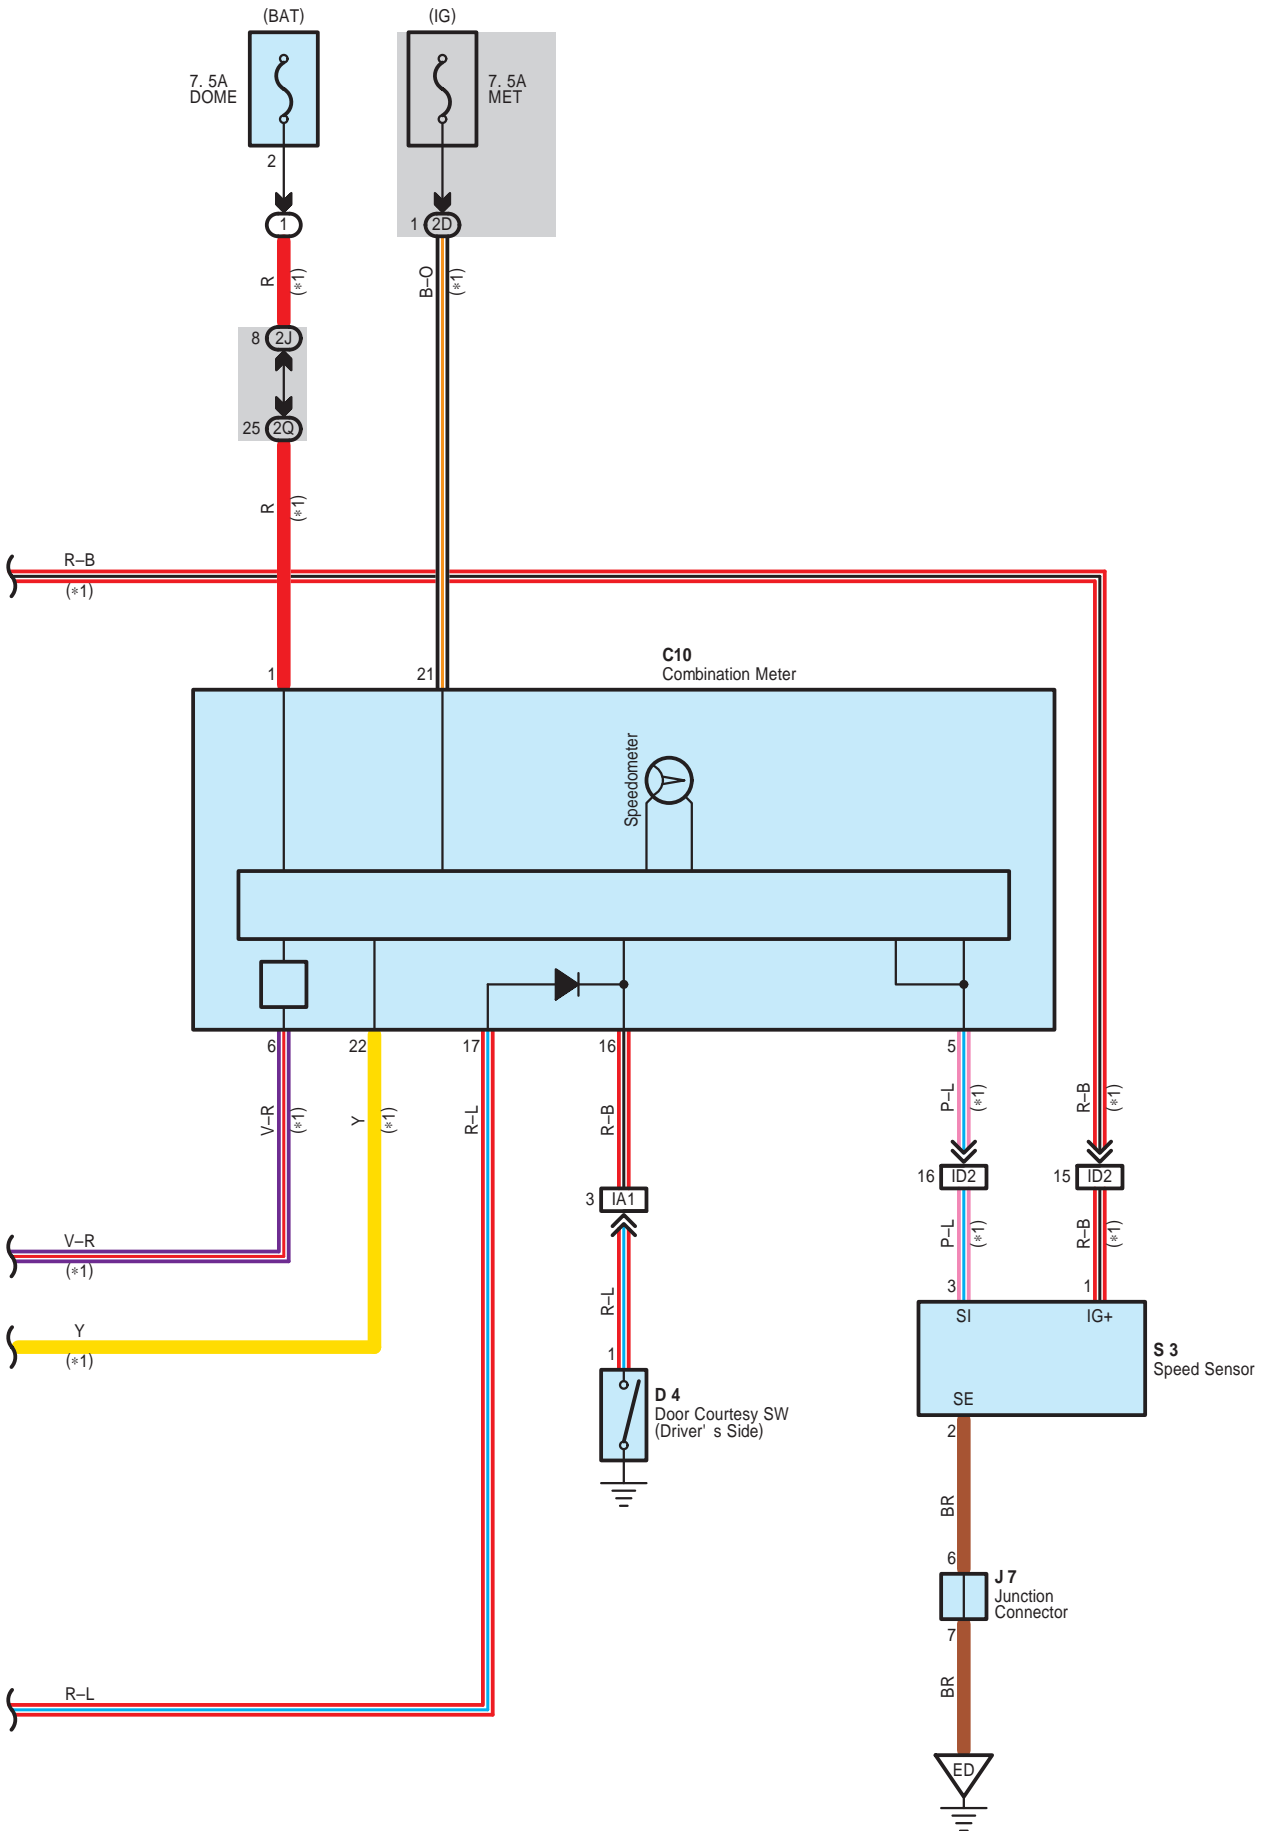 (BAT)
(IG)
7. 5A
DOME
7. 5A
MET
2
1
1
2D
R
(*1)
B–O
(*1)
8
2J
25
2Q
R
(*1)
R–B
(*1)
1
21
C10
Combination Meter
Speedometer
6
22
17
16
5
V–R
(*1)
Y
(*1)
R–L
R–B
P–L
(*1)
R–B
(*1)
16
ID2
15
ID2
3
IA1
P–L
(*1)
R–B
(*1)
V–R
(*1)
R–L
3
1
SI
IG+
S 3
Speed Sensor
SE
Y
(*1)
1
D 4
Door Courtesy SW
(Driver' s Side)
2
BR
6
J 7
Junction
Connector
7
BR
R–L
ED